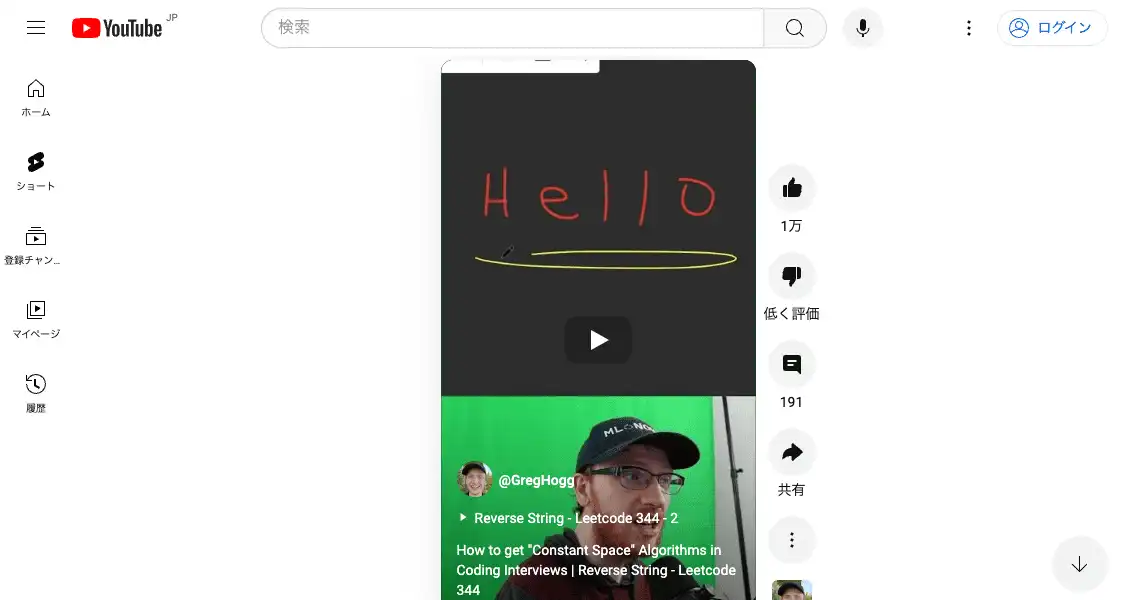 YouTube JP
検索
ログイン
ホーム
ショート
登録チャン...
マイページ
履歴
Hello
1万
低く評価
191
共有
@GregHogg
Reverse String - Leetcode 344 - 2
How to get "Constant Space" Algorithms in
Coding Interviews | Reverse String - Leetcode
344